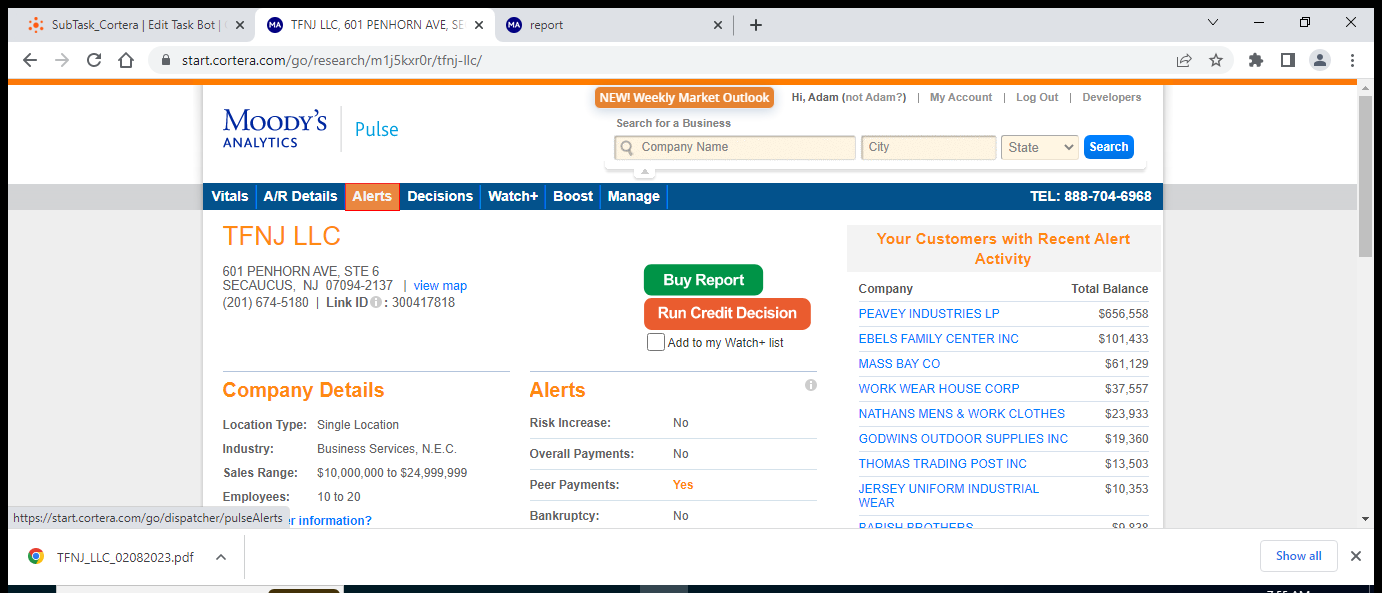 SubTask_Cortera | Edit Task Bot |
TFNJ LLC, 601 PENHORN AVE, SE
report
start.cortera.com/go/research/m1j5kxr0r/tfnj-llc/
NEW! Weekly Market Outlook
Hi, Adam (not Adam?) | My Account | Log Out | Developers
MOODY'S ANALYTICS
Pulse
Search for a Business
Company Name
City
State
Search
Vitals
A/R Details
Alerts
Decisions
Watch+
Boost
Manage
TEL: 888-704-6968
TFNJ LLC
601 PENHORN AVE, STE 6
SECAUCUS, NJ 07094-2137 | view map
(201) 674-5180 | Link ID : 300417818
Buy Report
Run Credit Decision
Add to my Watch+ list
Company Details
Location Type: Single Location
Industry: Business Services, N.E.C.
Sales Range: $10,000,000 to $24,999,999
Employees: 10 to 20
r information?
Alerts
Risk Increase: No
Overall Payments: No
Peer Payments: Yes
Bankruptcy: No
Your Customers with Recent Alert
Activity
Company Total Balance
PEAVEY INDUSTRIES LP $656,558
EBELS FAMILY CENTER INC $101,433
MASS BAY CO $61,129
WORK WEAR HOUSE CORP $37,557
NATHANS MENS & WORK CLOTHES $23,933
GODWINS OUTDOOR SUPPLIES INC $19,360
THOMAS TRADING POST INC $13,503
JERSEY UNIFORM INDUSTRIAL $10,353
WEAR
PARISH BROTHERS $9,838
https://start.cortera.com/go/dispatcher/pulseAlerts
TFNJ_LLC_02082023.pdf
Show all
7:55 AM